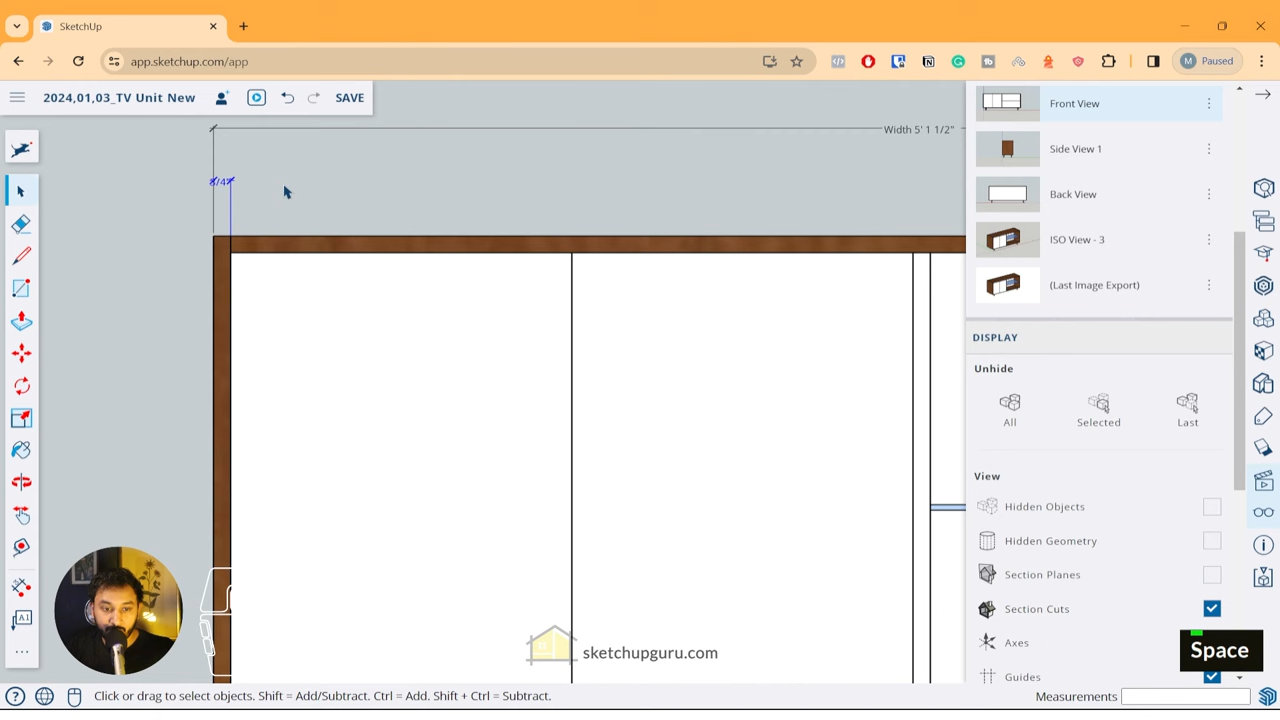 SketchUp
app.sketchup.com/app
M Paused
2024,01,03_TV Unit New
SAVE
Width 5' 1 1/2"
3/4"
Front View
Side View 1
Back View
ISO View - 3
(Last Image Export)
DISPLAY
Unhide
All Selected Last
View
Hidden Objects
Hidden Geometry
Section Planes
Section Cuts
Axes
Guides
Space
sketchupguru.com
A1
Click or drag to select objects. Shift = Add/Subtract. Ctrl = Add. Shift + Ctrl = Subtract.
Measurements